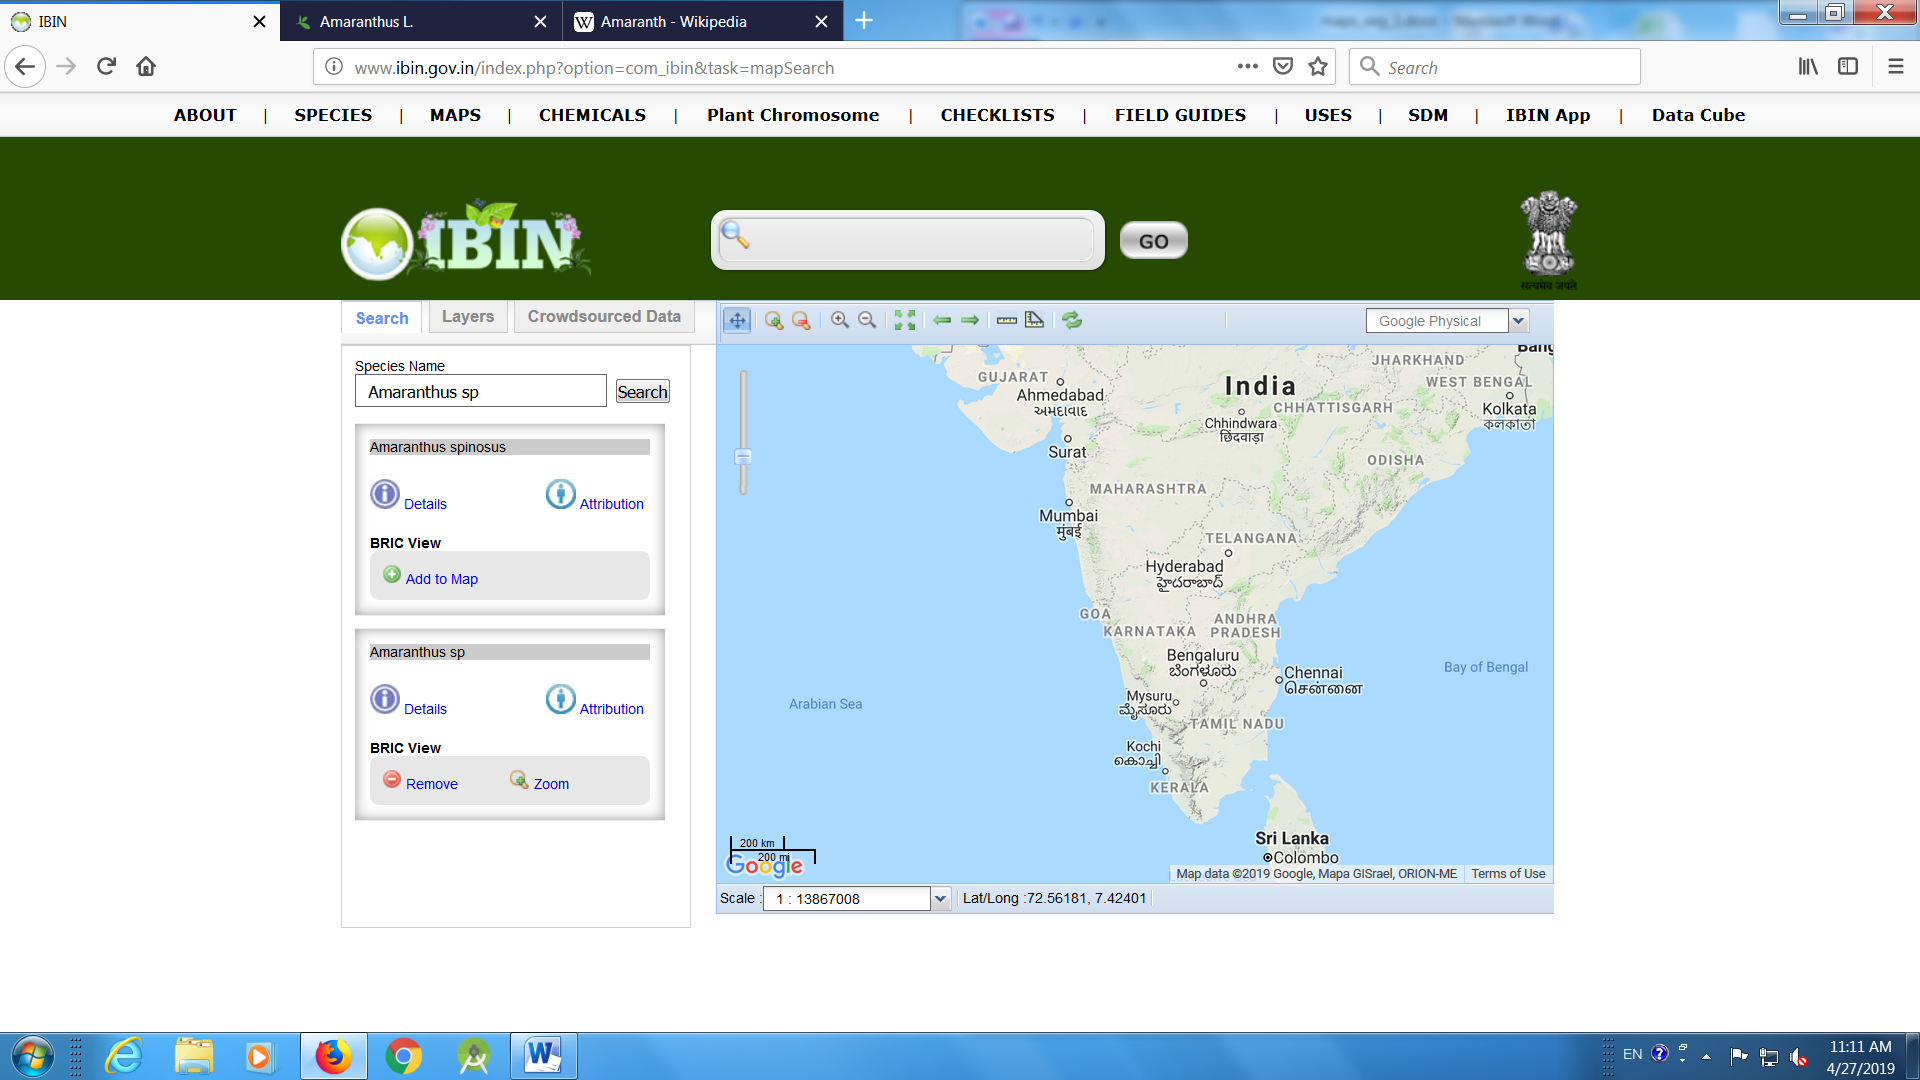 IBIN
Amaranthus L.
Amaranth - Wikipedia
www.ibin.gov.in/index.php?option=com_ibin&task=mapSearch
Search
ABOUT | SPECIES | MAPS | CHEMICALS | Plant Chromosome | CHECKLISTS | FIELD GUIDES | USES | SDM | IBIN App | Data Cube
IBIN
GO
सत्यमेव जयते
Search
Layers
Crowdsourced Data
Google Physical
Species Name
Amaranthus sp
Search
Amaranthus spinosus
Details
Attribution
BRIC View
Add to Map
Amaranthus sp
Details
Attribution
BRIC View
Remove
Zoom
JHARKHAND
GUJARAT
India
WEST BENGAL
Ahmedabad
અમદાવાદ
CHHATTISGARH
Kolkata
কলকাতা
Chhindwara
छिंदवाड़ा
Surat
ODISHA
MAHARASHTRA
Mumbai
मुंबई
TELANGANA
Hyderabad
హైదరాబాద్
GOA
ANDHRA
PRADESH
KARNATAKA
Bengaluru
ಬೆಂಗಳೂರು
Chennai
சென்னை
Bay of Bengal
Mysuru
ಮೈಸೂರು
Arabian Sea
TAMIL NADU
Kochi
കൊച്ചി
KERALA
Sri Lanka
Colombo
200 km
200 mi
Google
Map data ©2019 Google, Mapa GISrael, ORION-ME
Terms of Use
Scale :
1 : 13867008
Lat/Long :72.56181, 7.42401
EN
11:11 AM
4/27/2019